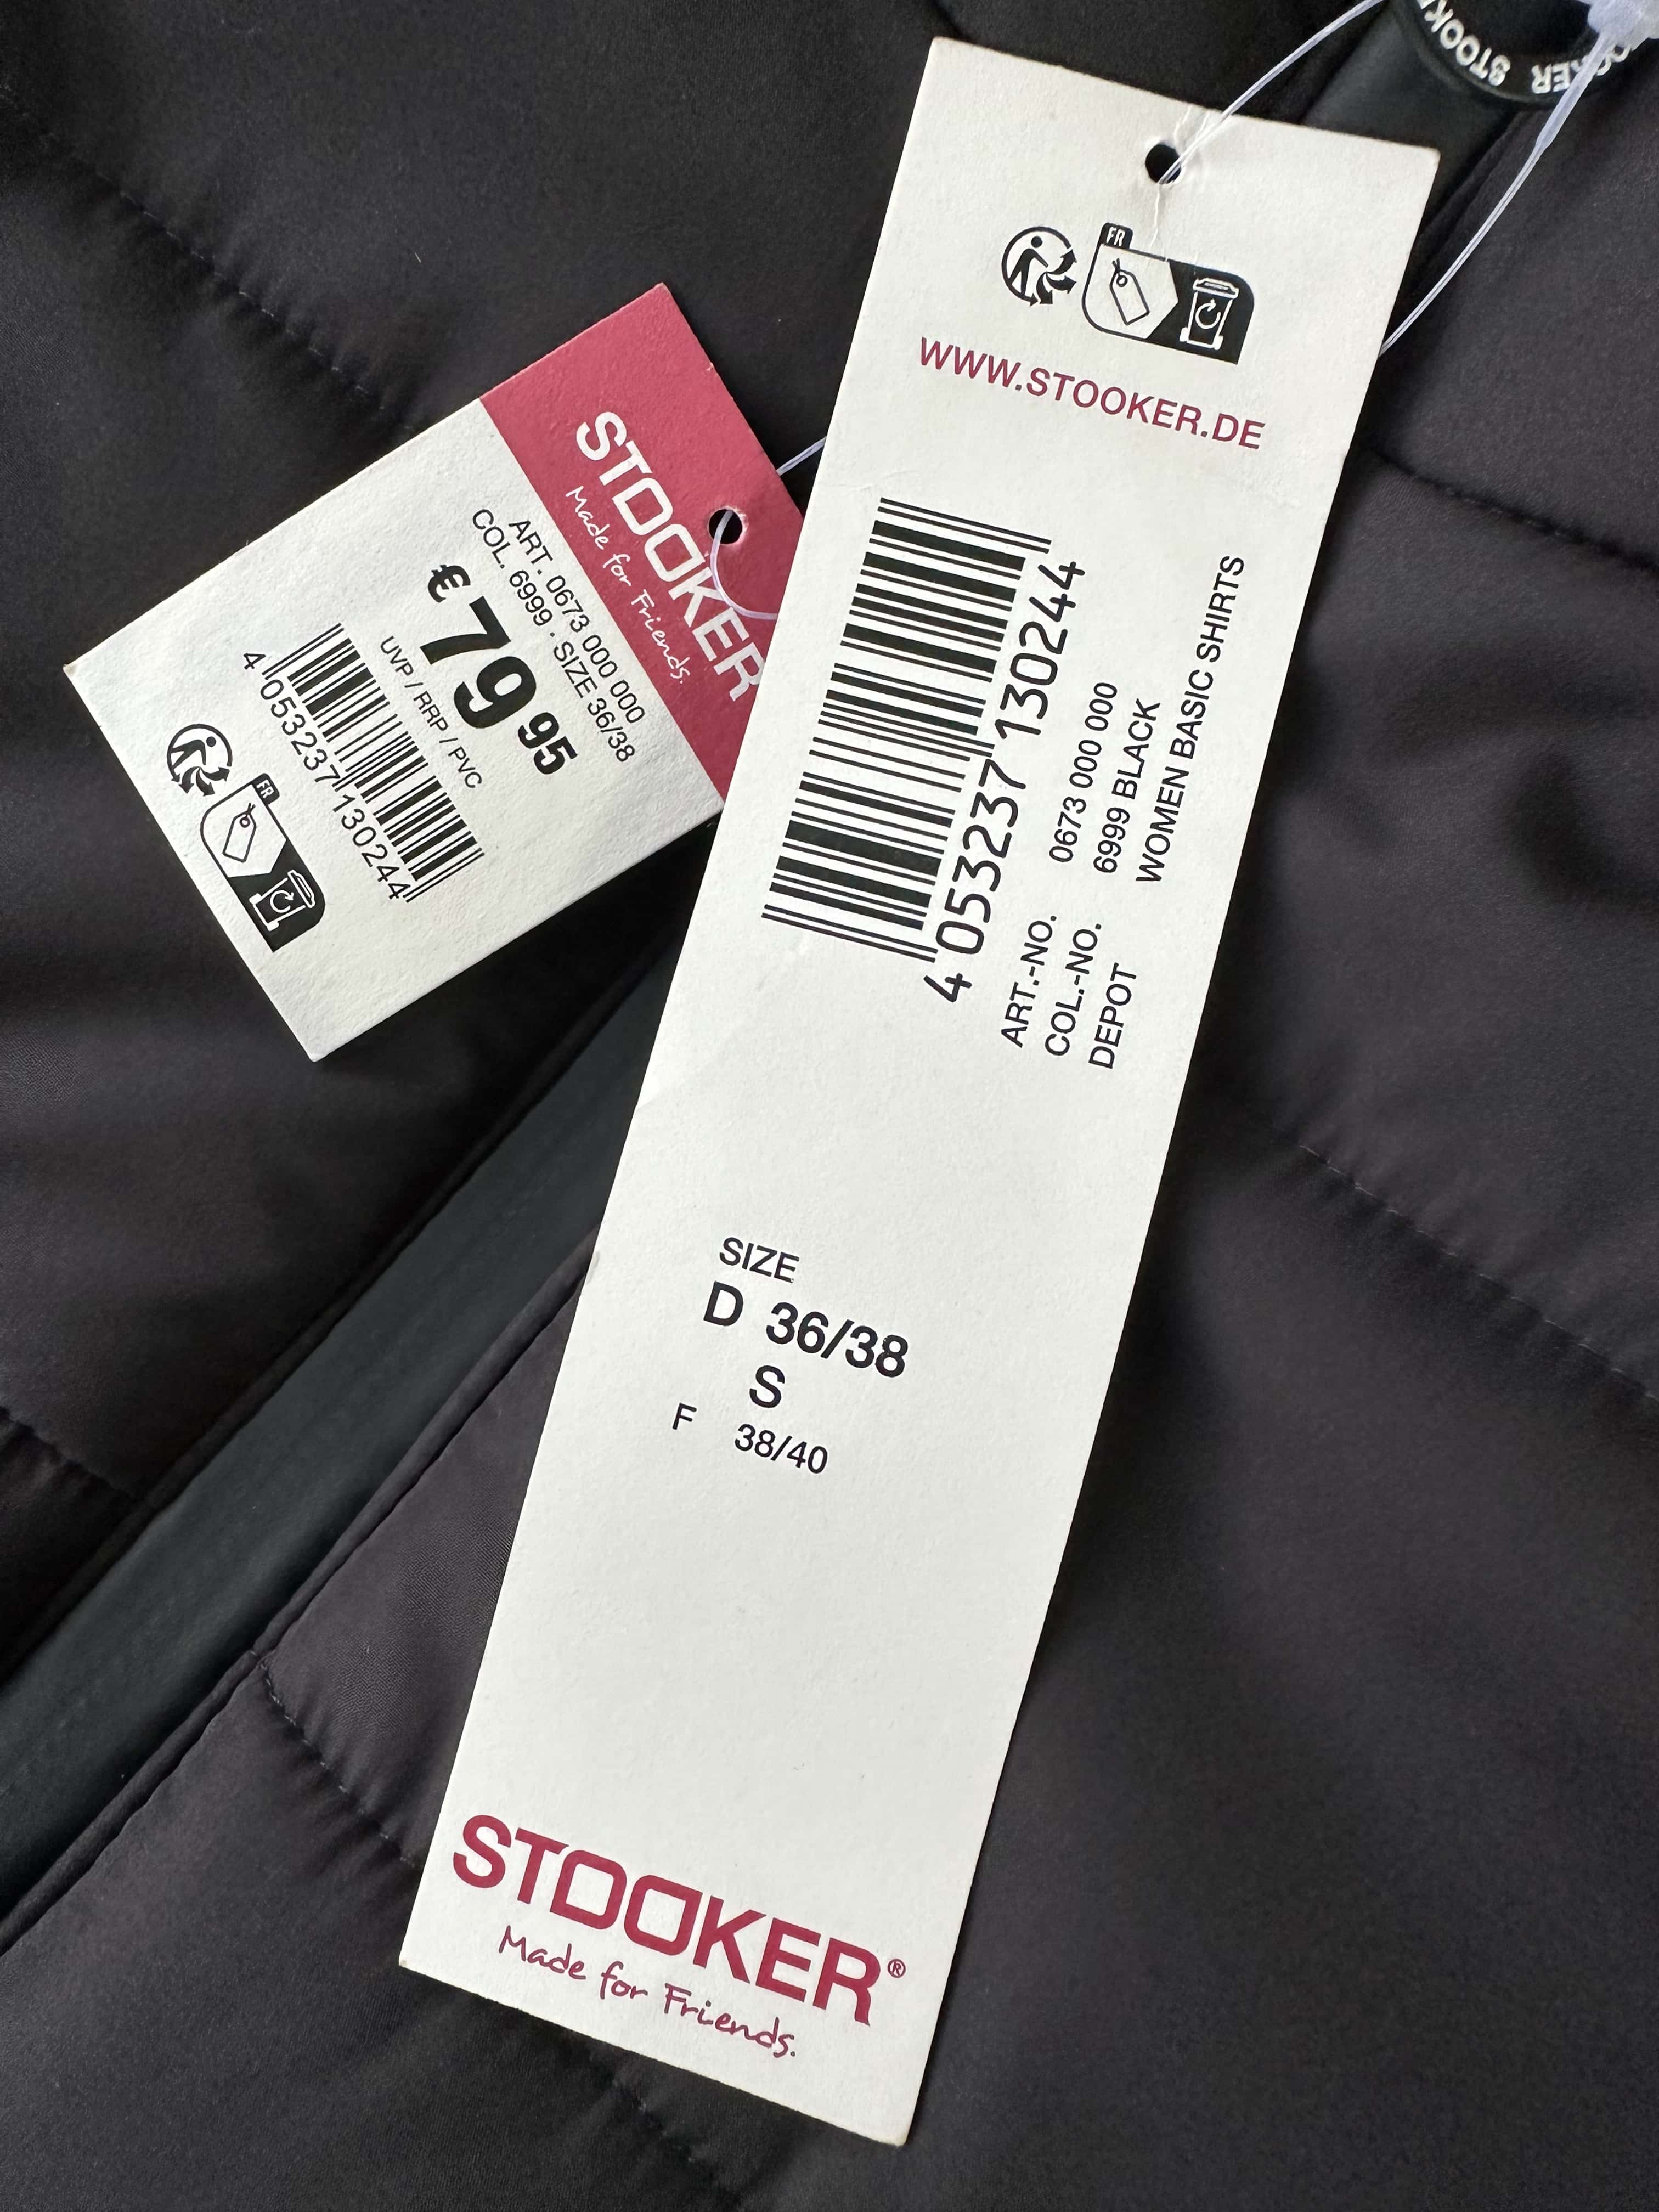 STOOKER STOOKER
FR
WWW.STOOKER.DE
4 053237 130244
ART.-NO. 0673 000 000
COL.-NO. 6999 BLACK
DEPOT WOMEN BASIC SHIRTS
SIZE
D 36/38
S
F 38/40
STOOKER®
Made for Friends.
STOOKER
Made for Friends.
ART. 0673 000 000
COL. 6999 · SIZE 36/38
€ 79 95
UVP / RRP / PVC
4 053237 130244
FR